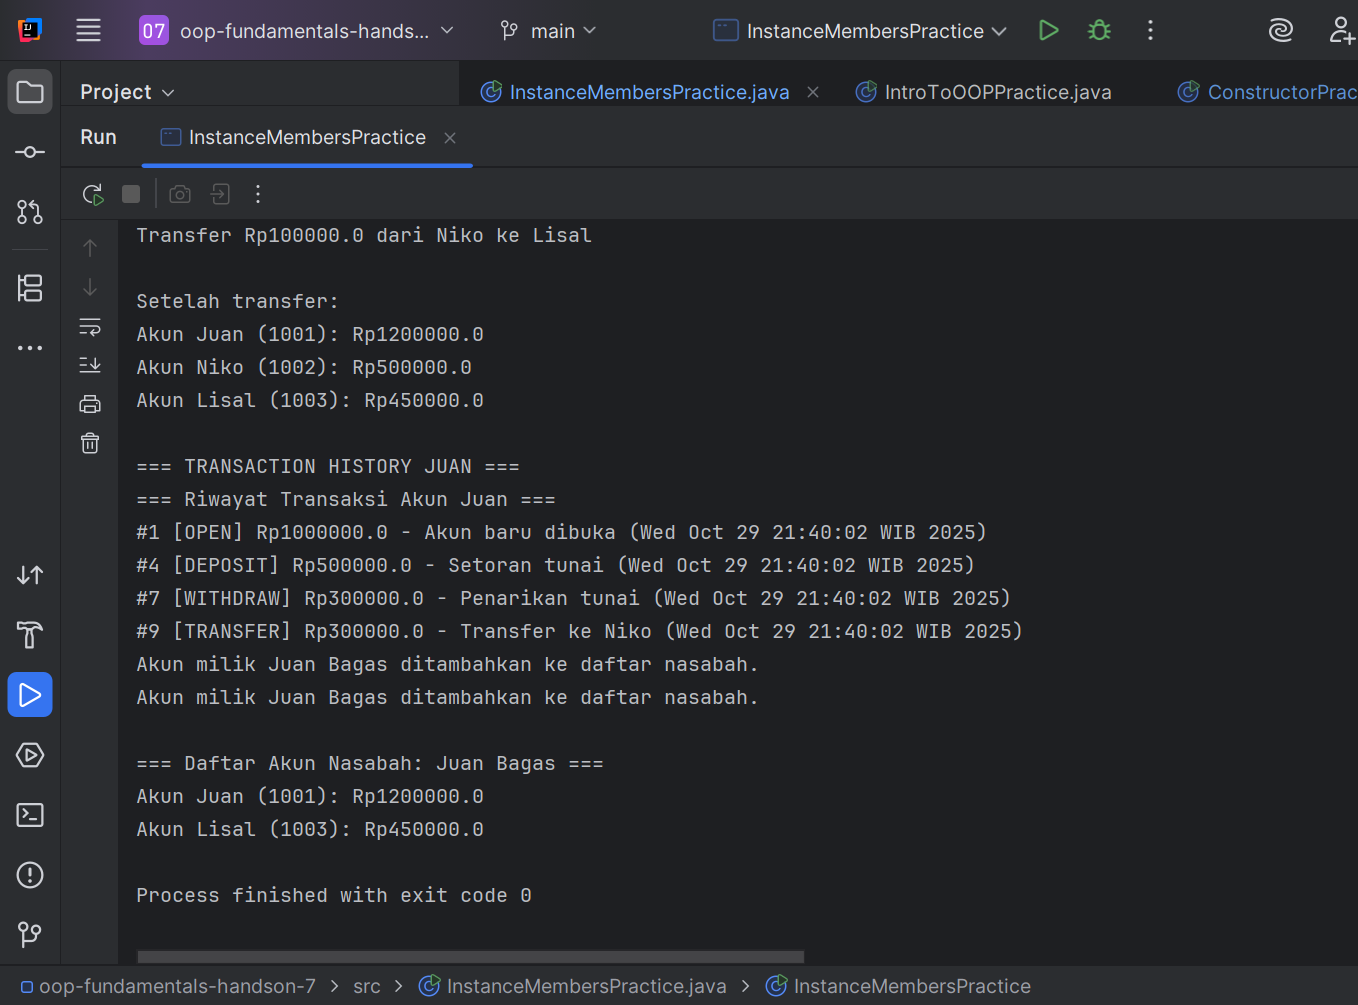 07 oop-fundamentals-hands... main InstanceMembersPractice
Project InstanceMembersPractice.java IntroToOOPPractice.java ConstructorPrac
Run InstanceMembersPractice
Transfer Rp100000.0 dari Niko ke Lisal
Setelah transfer:
Akun Juan (1001): Rp1200000.0
Akun Niko (1002): Rp500000.0
Akun Lisal (1003): Rp450000.0
=== TRANSACTION HISTORY JUAN ===
=== Riwayat Transaksi Akun Juan ===
#1 [OPEN] Rp1000000.0 - Akun baru dibuka (Wed Oct 29 21:40:02 WIB 2025)
#4 [DEPOSIT] Rp500000.0 - Setoran tunai (Wed Oct 29 21:40:02 WIB 2025)
#7 [WITHDRAW] Rp300000.0 - Penarikan tunai (Wed Oct 29 21:40:02 WIB 2025)
#9 [TRANSFER] Rp300000.0 - Transfer ke Niko (Wed Oct 29 21:40:02 WIB 2025)
Akun milik Juan Bagas ditambahkan ke daftar nasabah.
Akun milik Juan Bagas ditambahkan ke daftar nasabah.
=== Daftar Akun Nasabah: Juan Bagas ===
Akun Juan (1001): Rp1200000.0
Akun Lisal (1003): Rp450000.0
Process finished with exit code 0
oop-fundamentals-handson-7 > src > InstanceMembersPractice.java > InstanceMembersPractice